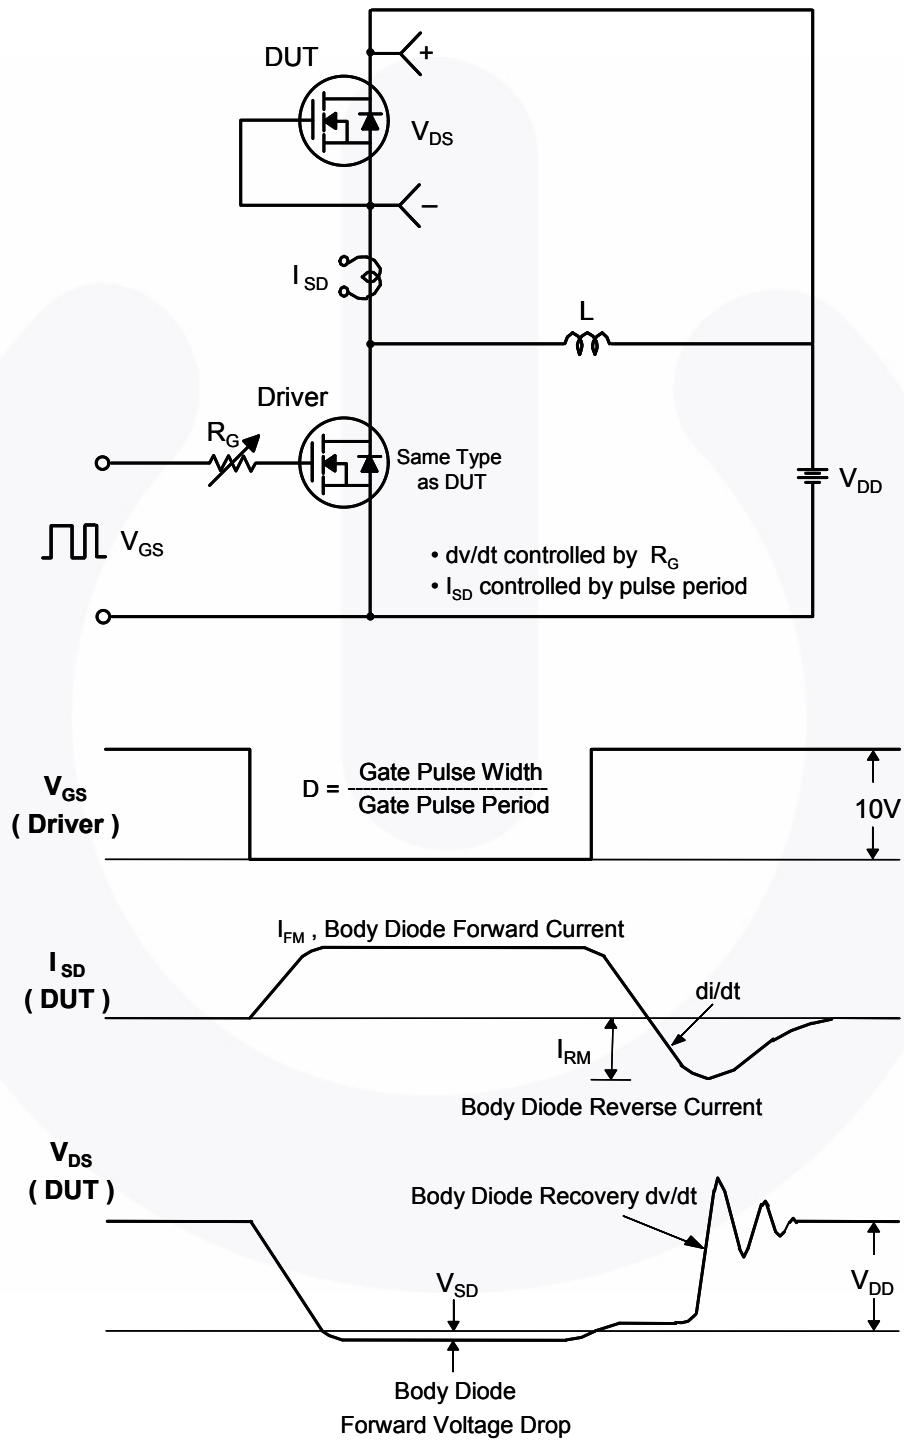 DUT
+
V_DS
–
I_SD
L
Driver
R_G
Same Type
as DUT
V_DD
V_GS
• dv/dt controlled by R_G
• I_SD controlled by pulse period
V_GS
( Driver )
D = Gate Pulse Width
--------------------------
Gate Pulse Period
10V
I_FM , Body Diode Forward Current
I_SD
( DUT )
di/dt
I_RM
Body Diode Reverse Current
V_DS
( DUT )
Body Diode Recovery dv/dt
V_SD
V_DD
Body Diode
Forward Voltage Drop